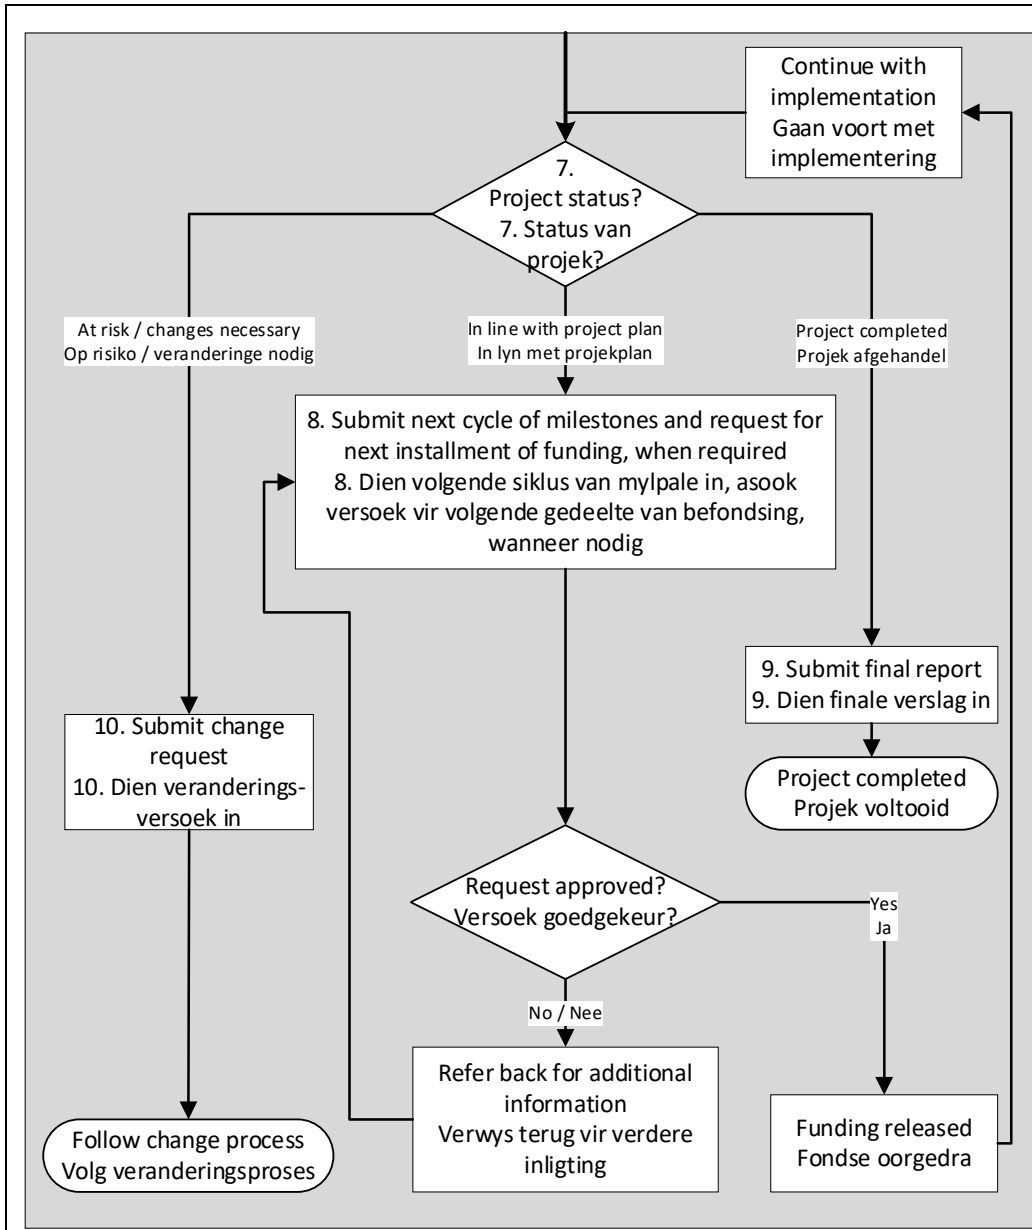 Continue with
implementation
Gaan voort met
implementering
7.
Project status?
7. Status van
projek?
At risk / changes necessary
Op risiko / veranderinge nodig
In line with project plan
In lyn met projekplan
Project completed
Projek afgehandel
8. Submit next cycle of milestones and request for
next installment of funding, when required
8. Dien volgende siklus van mylpale in, asook
versoek vir volgende gedeelte van befondsing,
wanneer nodig
9. Submit final report
9. Dien finale verslag in
10. Submit change
request
10. Dien veranderings-
versoek in
Project completed
Projek voltooid
Request approved?
Versoek goedgekeur?
Yes
Ja
No / Nee
Refer back for additional
information
Verwys terug vir verdere
inligting
Funding released
Fondse oorgedra
Follow change process
Volg veranderingsproses